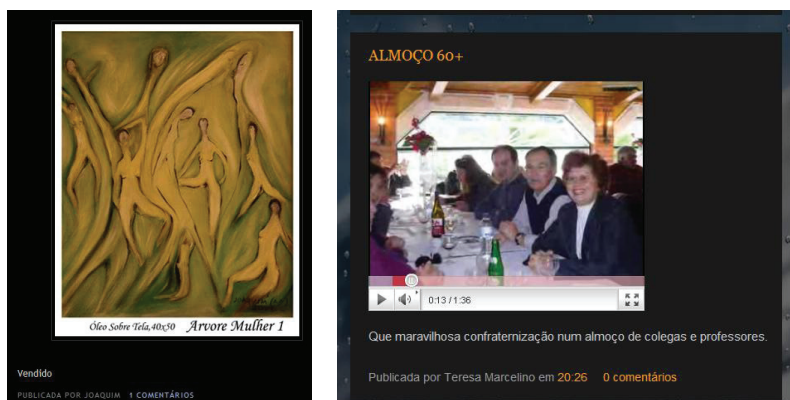 Óleo Sobre Tela,40x50 Arvore Mulher 1
Vendido
PUBLICADA POR JOAQUIM 1 COMENTÁRIOS
ALMOÇO 60+
0:13 / 1:36
Que maravilhosa confraternização num almoço de colegas e professores.
Publicada por Teresa Marcelino em 20:26 0 comentários